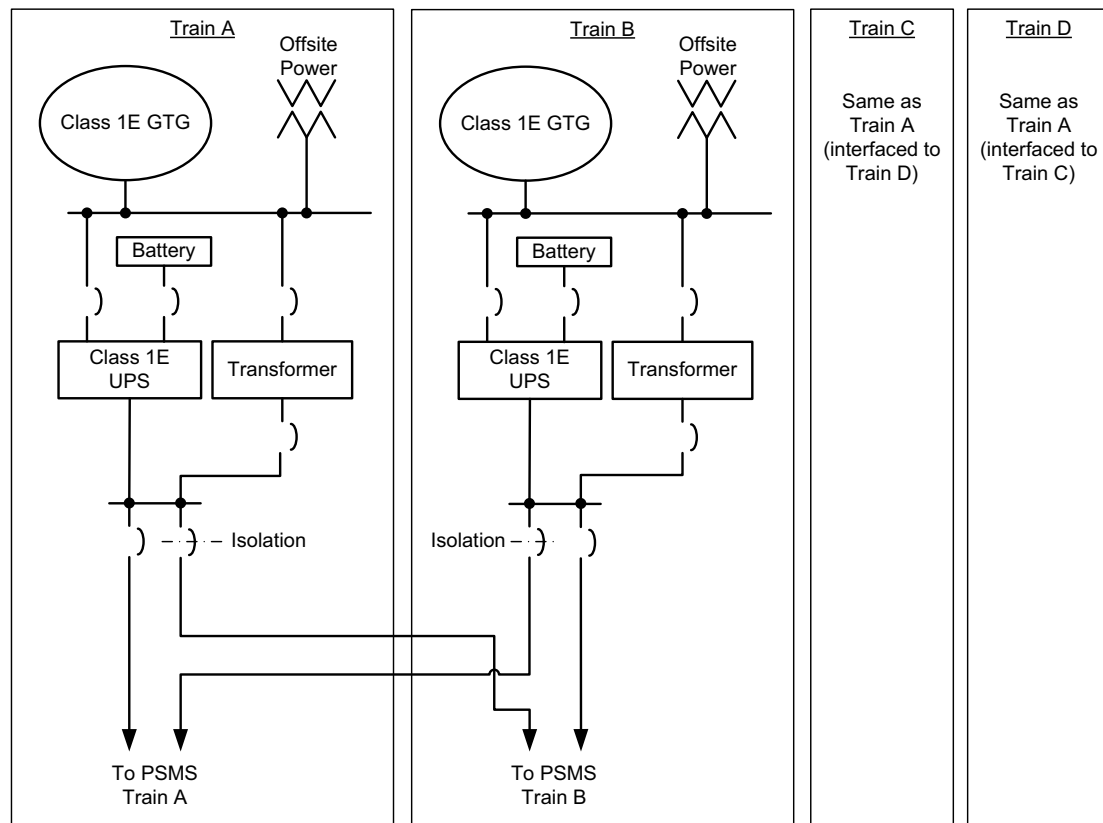 Train A
Offsite
Power
Class 1E GTG
Battery
Class 1E
UPS
Transformer
Isolation
To PSMS
Train A
Train B
Offsite
Power
Class 1E GTG
Battery
Class 1E
UPS
Transformer
Isolation
To PSMS
Train B
Train C
Same as
Train A
(interfaced to
Train D)
Train D
Same as
Train A
(interfaced to
Train C)